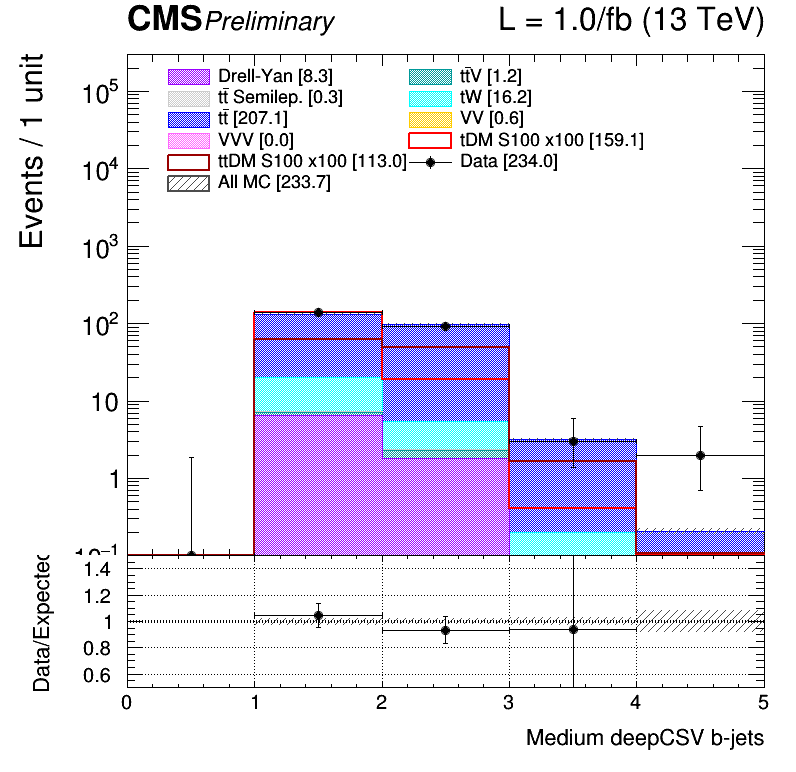 CMS Preliminary L = 1.0/fb (13 TeV)
Events / 1 unit
Drell-Yan [8.3] tt̄V [1.2]
tt̄ Semilep. [0.3] tW [16.2]
tt̄ [207.1] VV [0.6]
VVV [0.0] tDM S100 x100 [159.1]
ttDM S100 x100 [113.0] Data [234.0]
All MC [233.7]
10⁵
10⁴
10³
10²
10
1
10⁻¹
Data/Expected
1.4
1.2
1
0.8
0.6
0 1 2 3 4 5
Medium deepCSV b-jets